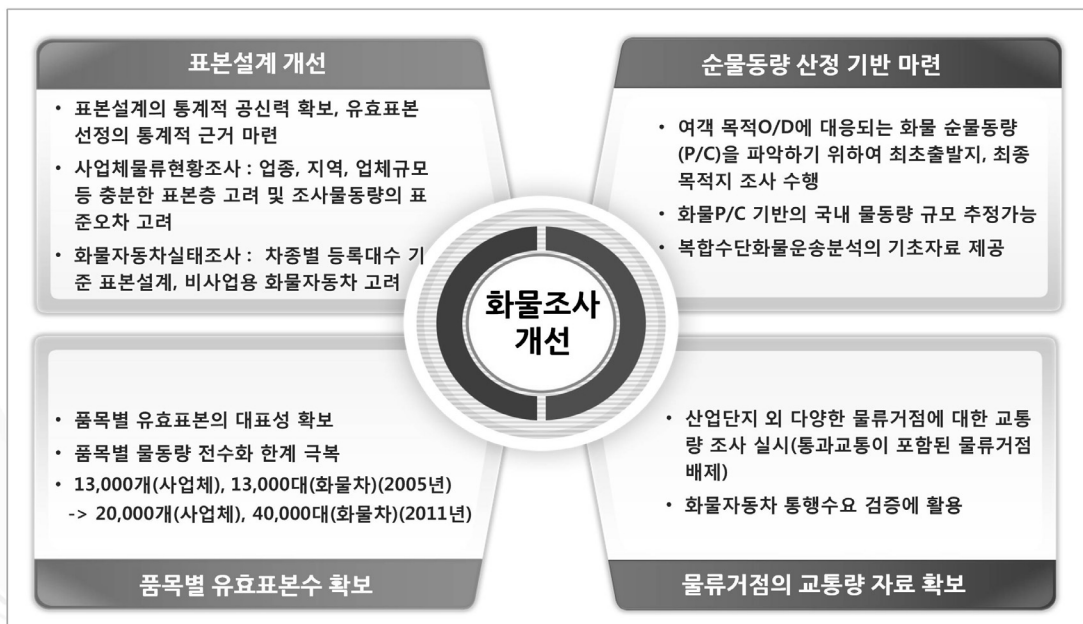 표본설계 개선
• 표본설계의 통계적 공신력 확보, 유효표본
선정의 통계적 근거 마련
• 사업체물류현황조사 : 업종, 지역, 업체규모
등 충분한 표본층 고려 및 조사물동량의 표
준오차 고려
• 화물자동차실태조사 : 차종별 등록대수 기
준 표본설계, 비사업용 화물자동차 고려
순물동량 산정 기반 마련
• 여객 목적O/D에 대응되는 화물 순물동량
(P/C)을 파악하기 위하여 최초출발지, 최종
목적지 조사 수행
• 화물P/C 기반의 국내 물동량 규모 추정가능
• 복합수단화물운송분석의 기초자료 제공
화물조사
개선
• 품목별 유효표본의 대표성 확보
• 품목별 물동량 전수화 한계 극복
• 13,000개(사업체), 13,000대(화물차)(2005년)
-> 20,000개(사업체), 40,000대(화물차)(2011년)
품목별 유효표본수 확보
• 산업단지 외 다양한 물류거점에 대한 교통
량 조사 실시(통과교통이 포함된 물류거점
배제)
• 화물자동차 통행수요 검증에 활용
물류거점의 교통량 자료 확보